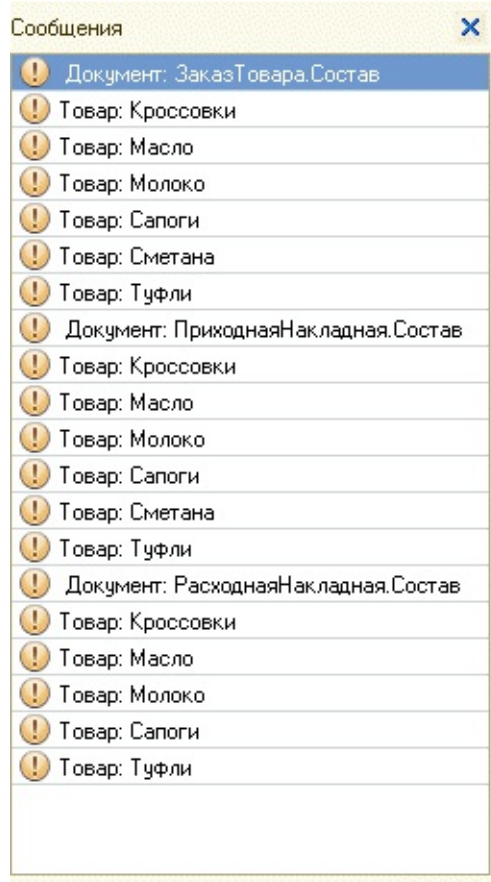 Сообщения
Документ: ЗаказТовара.Состав
Товар: Кроссовки
Товар: Масло
Товар: Молоко
Товар: Сапоги
Товар: Сметана
Товар: Туфли
Документ: ПриходнаяНакладная.Состав
Товар: Кроссовки
Товар: Масло
Товар: Молоко
Товар: Сапоги
Товар: Сметана
Товар: Туфли
Документ: РасходнаяНакладная.Состав
Товар: Кроссовки
Товар: Масло
Товар: Молоко
Товар: Сапоги
Товар: Туфли